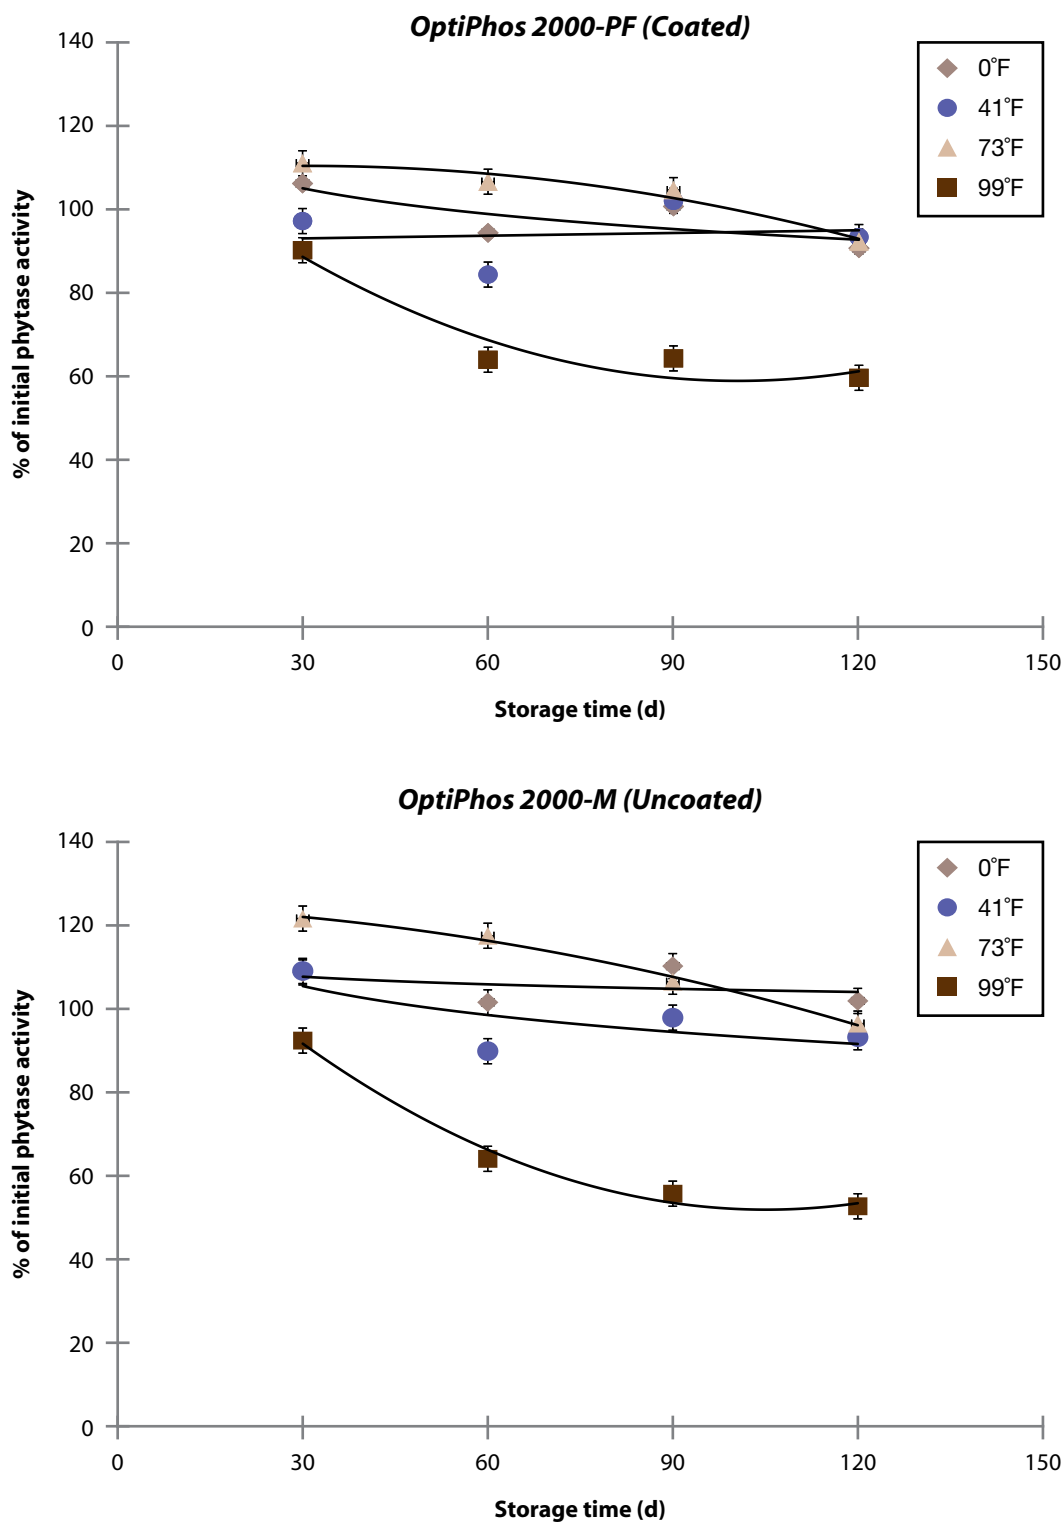 OptiPhos 2000-PF (Coated)
140
120
100
80
60
40
20
0
% of initial phytase activity
0°F
41°F
73°F
99°F
0 30 60 90 120 150
Storage time (d)
OptiPhos 2000-M (Uncoated)
140
120
100
80
60
40
20
0
% of initial phytase activity
0°F
41°F
73°F
99°F
0 30 60 90 120 150
Storage time (d)